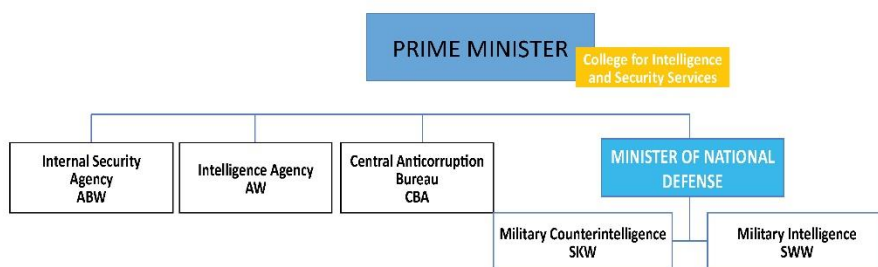 PRIME MINISTER
College for Intelligence
and Security Services
Internal Security
Agency
ABW
Intelligence Agency
AW
Central Anticorruption
Bureau
CBA
MINISTER OF NATIONAL
DEFENSE
Military Counterintelligence
SKW
Military Intelligence
SWW